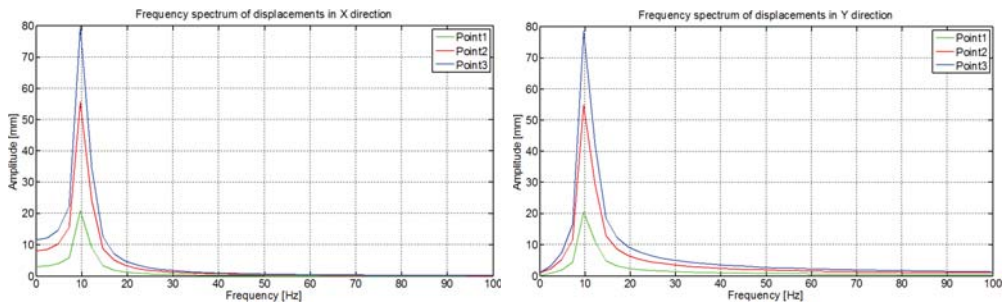 Frequency spectrum of displacements in X direction
80
70
60
50
40
30
20
10
0
Amplitude [mm]
0 10 20 30 40 50 60 70 80 90 100
Frequency [Hz]
Point1
Point2
Point3
Frequency spectrum of displacements in Y direction
80
70
60
50
40
30
20
10
0
Amplitude [mm]
0 10 20 30 40 50 60 70 80 90 100
Frequency [Hz]
Point1
Point2
Point3